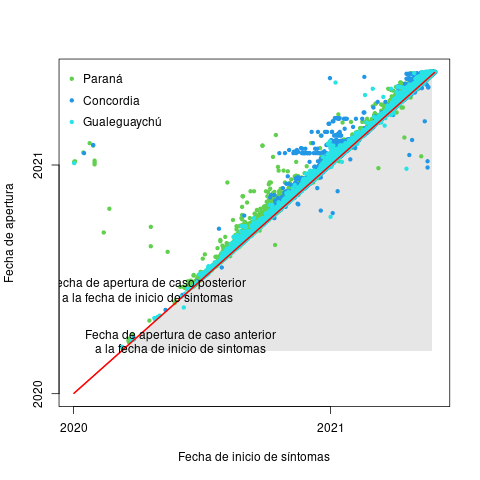 Paraná
Concordia
Gualeguaychú
2021
Fecha de apertura
echa de apertura de caso posterior
a la fecha de inicio de síntomas
Fecha de apertura de caso anterior
a la fecha de inicio de síntomas
2020
2020
2021
Fecha de inicio de síntomas